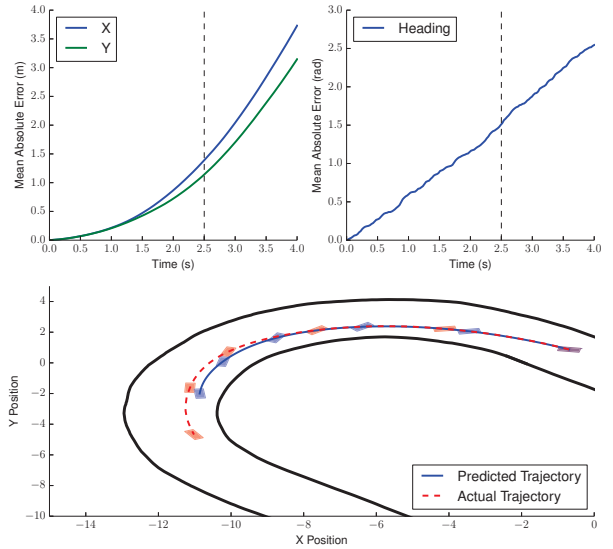 X
Y
Mean Absolute Error (m)
4.0
3.5
3.0
2.5
2.0
1.5
1.0
0.5
0.0
0.0 0.5 1.0 1.5 2.0 2.5 3.0 3.5 4.0
Time (s)
Heading
Mean Absolute Error (rad)
3.0
2.5
2.0
1.5
1.0
0.5
0.0
0.0 0.5 1.0 1.5 2.0 2.5 3.0 3.5 4.0
Time (s)
Y Position
4
2
0
−2
−4
−6
−8
−10
−15 −14 −12 −10 −8 −6 −4 −2 0
X Position
Predicted Trajectory
Actual Trajectory